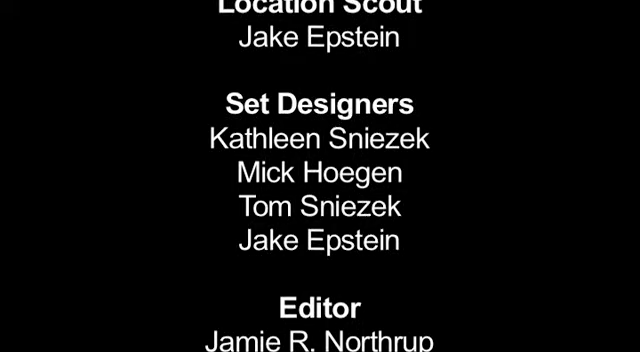 Location Scout
Jake Epstein
Set Designers
Kathleen Sniezek
Mick Hoegen
Tom Sniezek
Jake Epstein
Editor
Jamie R. Northrup